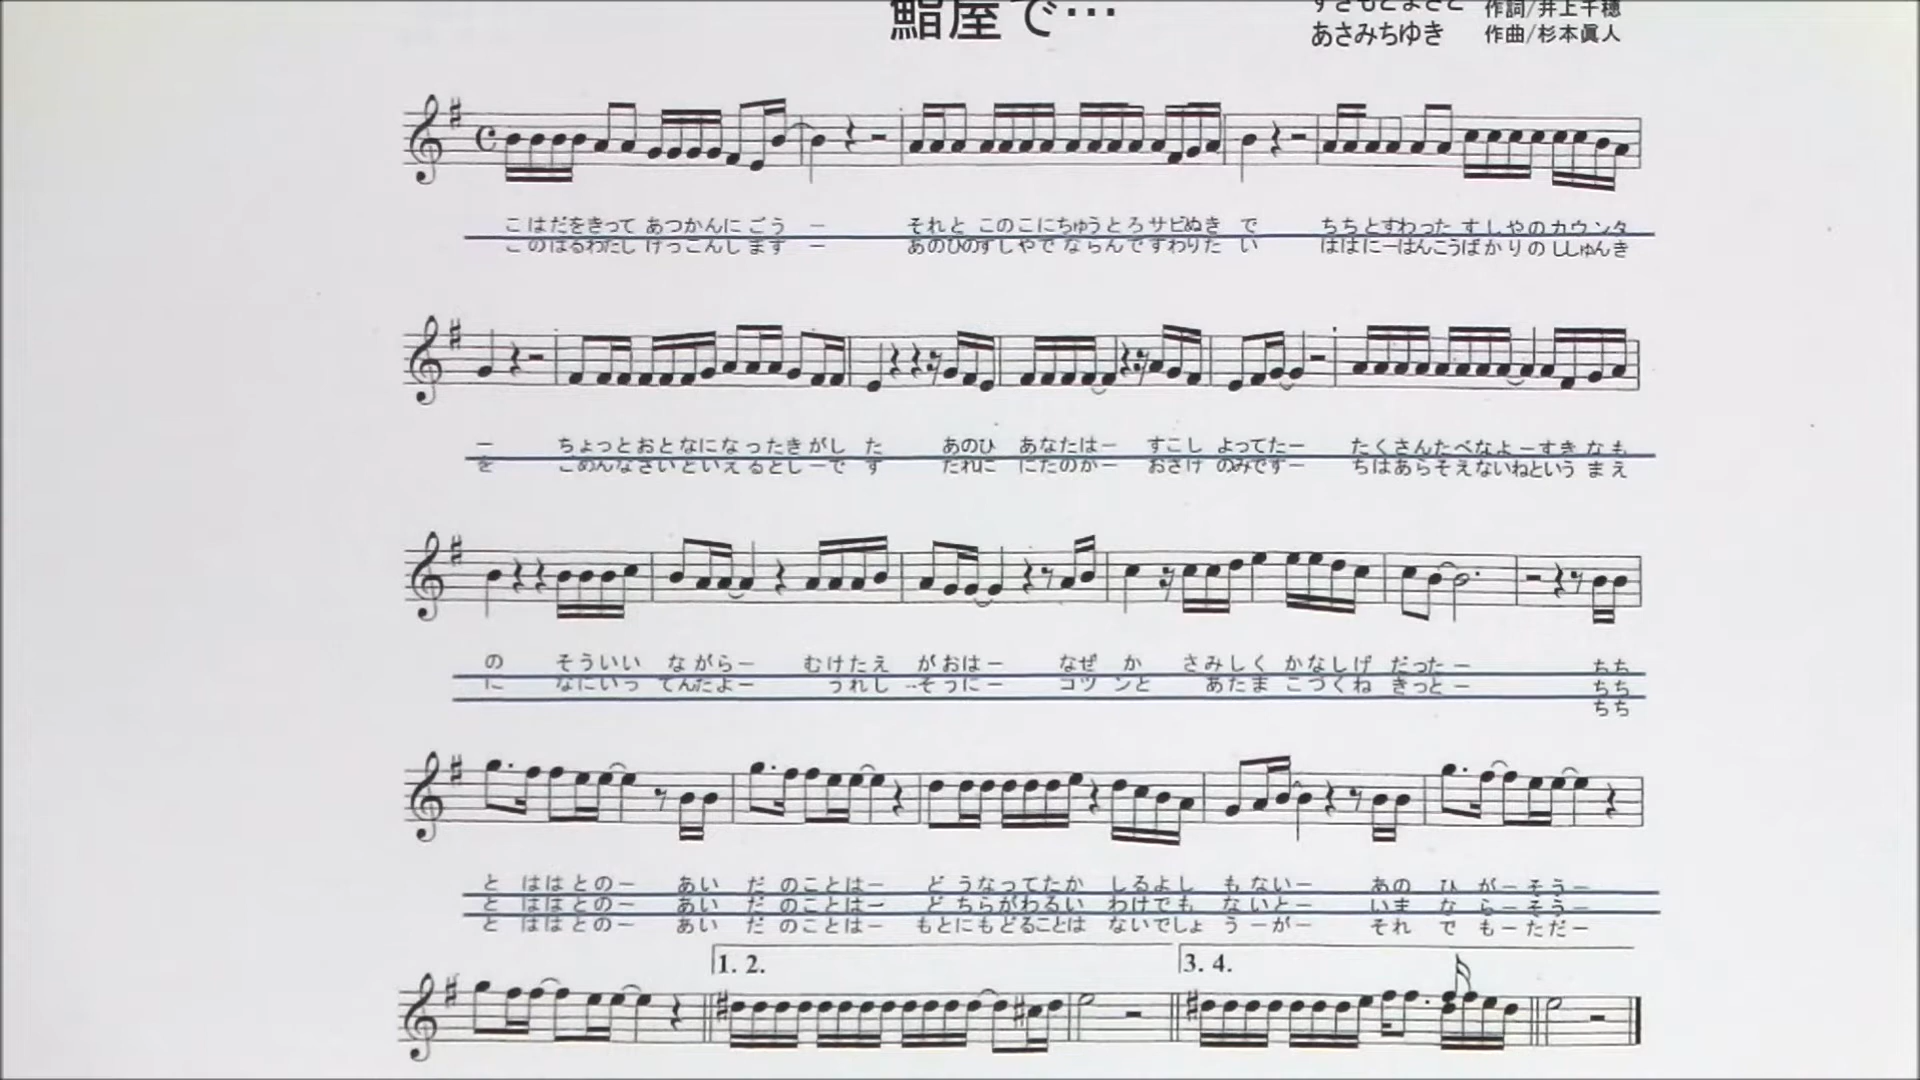 鮨屋で…
すぎもとまさと 作詞/井上千穂
あさみちゆき 作曲/杉本眞人
こはだをきって あつかんにごう ー それと このこにちゅうとろサビぬき で ちちとすわった すしやのカウンタ
このはるわたし けっこんします ー あのひのすしやで ならんですわりた い ははにーはんこうばかりの ししゅんき
ー ちょっとおとなになったきがし た あのひ あなたはー すこし よってたー たくさんたべなよーすき なも
を ごめんなさいといえるとしーで す だれに にたのかー おさけ のみですー ちはあらそえないねという まえ
の そういい ながらー むけたえ がおはー なぜ か さみしく かなしげ だったー ちち
に なにいっ てんだよー うれし ーそうにー コツ ンと あたま こづくね きっとー ちち
ちち
と ははとのー あい だ のことはー ど うなってたか しるよし も ないー あの ひ がーそうー
と ははとのー あい だ のことはー ど ちらがわるい わけでも ないとー いま な らーそうー
と ははとのー あい だ のことはー もとにもどることは ないでしょ うーがー それ で もーただー
1. 2. 3. 4.